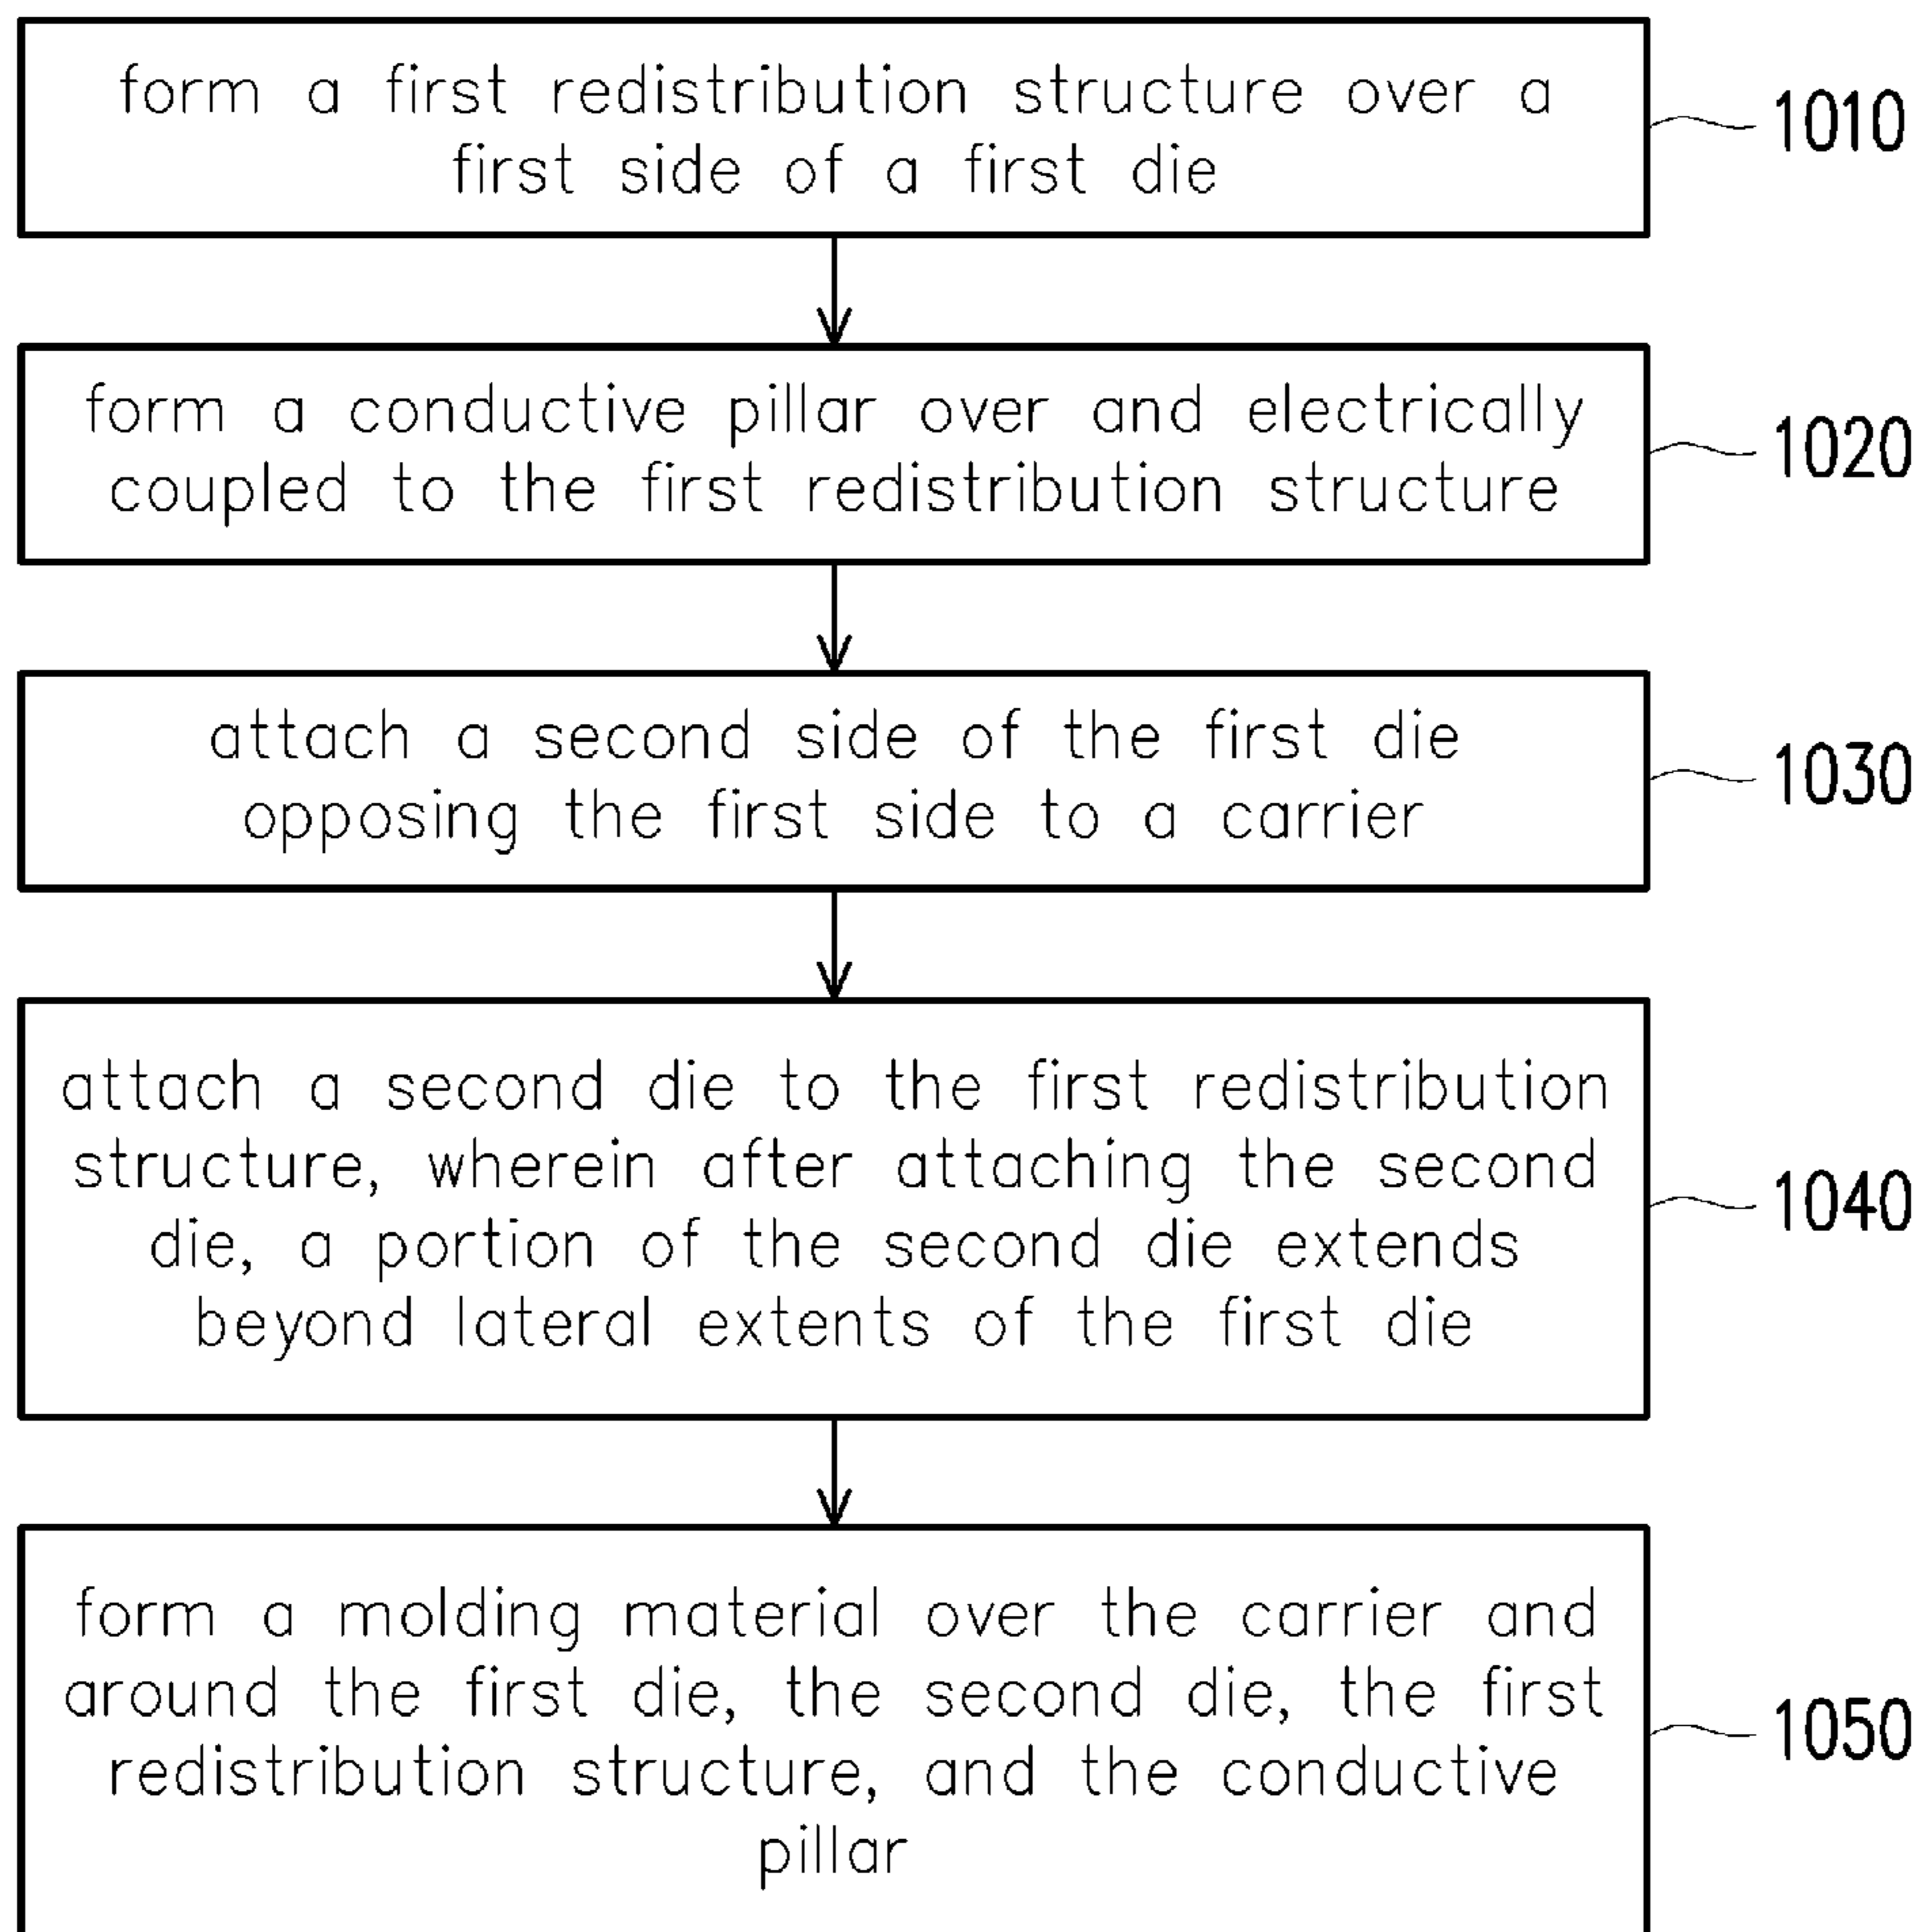 form a first redistribution structure over a
first side of a first die
1010
form a conductive pillar over and electrically
coupled to the first redistribution structure
1020
attach a second side of the first die
opposing the first side to a carrier
1030
attach a second die to the first redistribution
structure, wherein after attaching the second
die, a portion of the second die extends
beyond lateral extents of the first die
1040
form a molding material over the carrier and
around the first die, the second die, the first
redistribution structure, and the conductive
pillar
1050